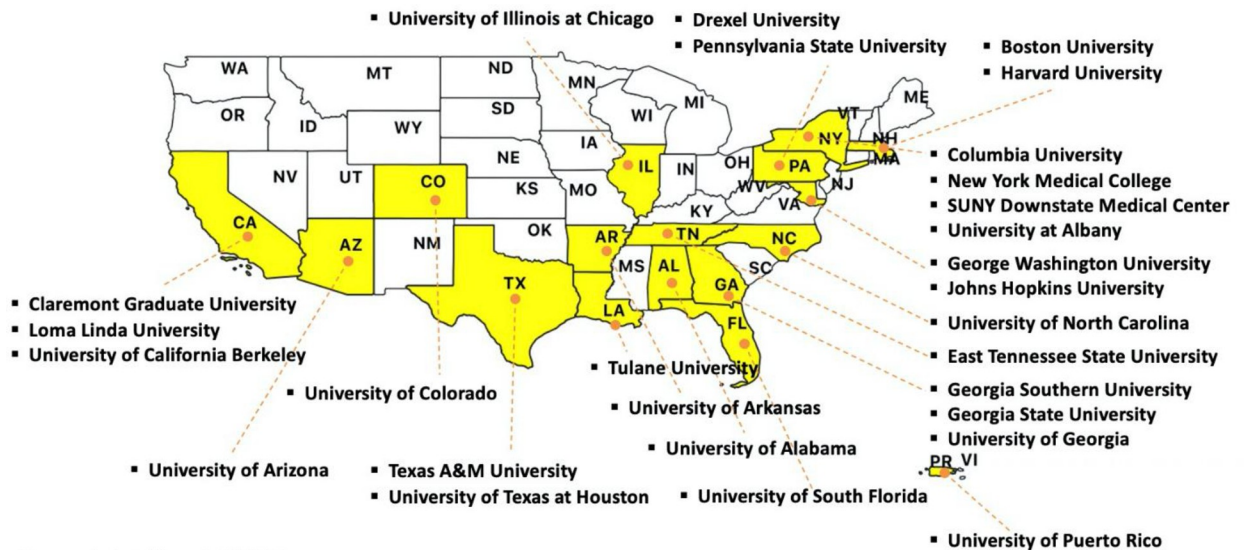 ▪ University of Illinois at Chicago
▪ Drexel University
▪ Pennsylvania State University
▪ Boston University
▪ Harvard University
WA
MT
ND
MN
OR
ID
WY
SD
WI
MI
VT
ME
NH
NY
MA
IA
NE
NV
UT
CO
KS
MO
IL
IN
OH
PA
NJ
WV
VA
KY
CA
AZ
NM
OK
AR
TN
NC
SC
TX
LA
MS
AL
GA
FL
▪ Columbia University
▪ New York Medical College
▪ SUNY Downstate Medical Center
▪ University at Albany
▪ George Washington University
▪ Johns Hopkins University
▪ University of North Carolina
▪ East Tennessee State University
▪ Georgia Southern University
▪ Georgia State University
▪ University of Georgia
▪ Claremont Graduate University
▪ Loma Linda University
▪ University of California Berkeley
▪ Tulane University
▪ University of Colorado
▪ University of Arkansas
▪ University of Alabama
▪ University of Arizona
▪ Texas A&M University
▪ University of Texas at Houston
▪ University of South Florida
PR VI
▪ University of Puerto Rico